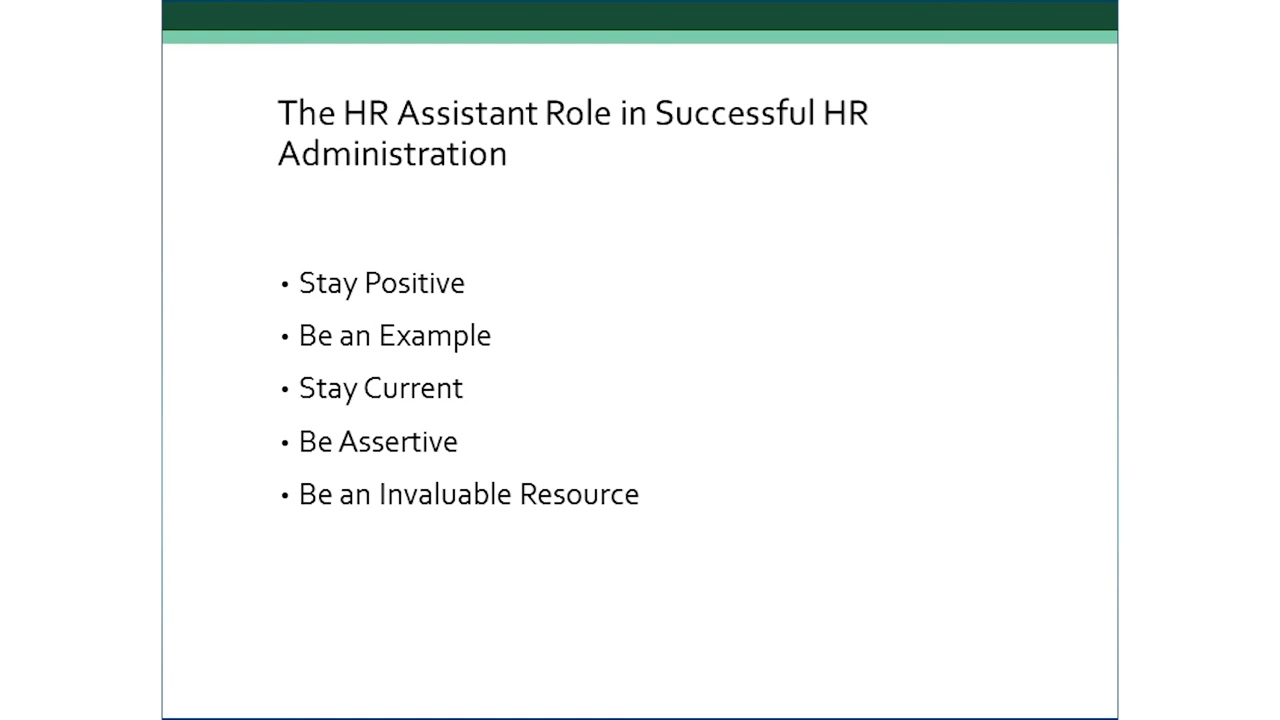 The HR Assistant Role in Successful HR
Administration
• Stay Positive
• Be an Example
• Stay Current
• Be Assertive
• Be an Invaluable Resource